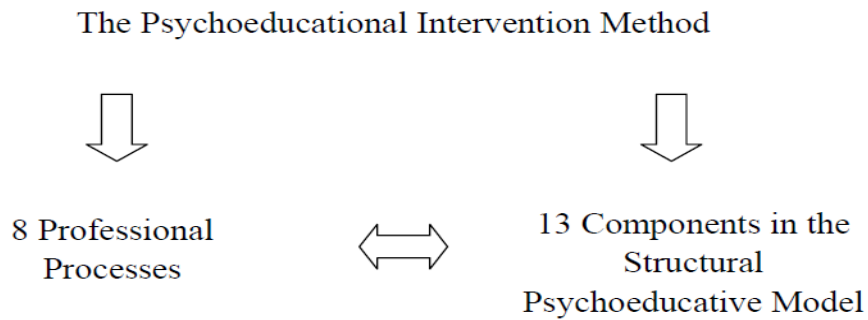 The Psychoeducational Intervention Method
8 Professional
Processes
13 Components in the
Structural
Psychoeducative Model